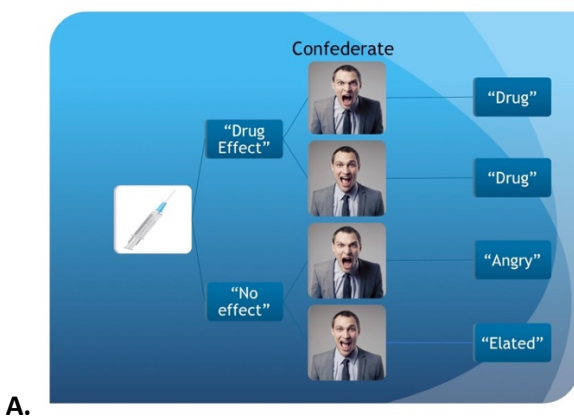 Confederate
“Drug
Effect”
“Drug”
“Drug”
“No
effect”
“Angry”
“Elated”
A.